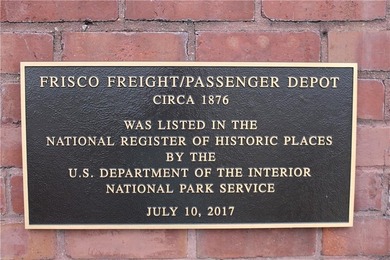 FRISCO FREIGHT/PASSENGER DEPOT
CIRCA 1876
WAS LISTED IN THE
NATIONAL REGISTER OF HISTORIC PLACES
BY THE
U.S. DEPARTMENT OF THE INTERIOR
NATIONAL PARK SERVICE
JULY 10, 2017